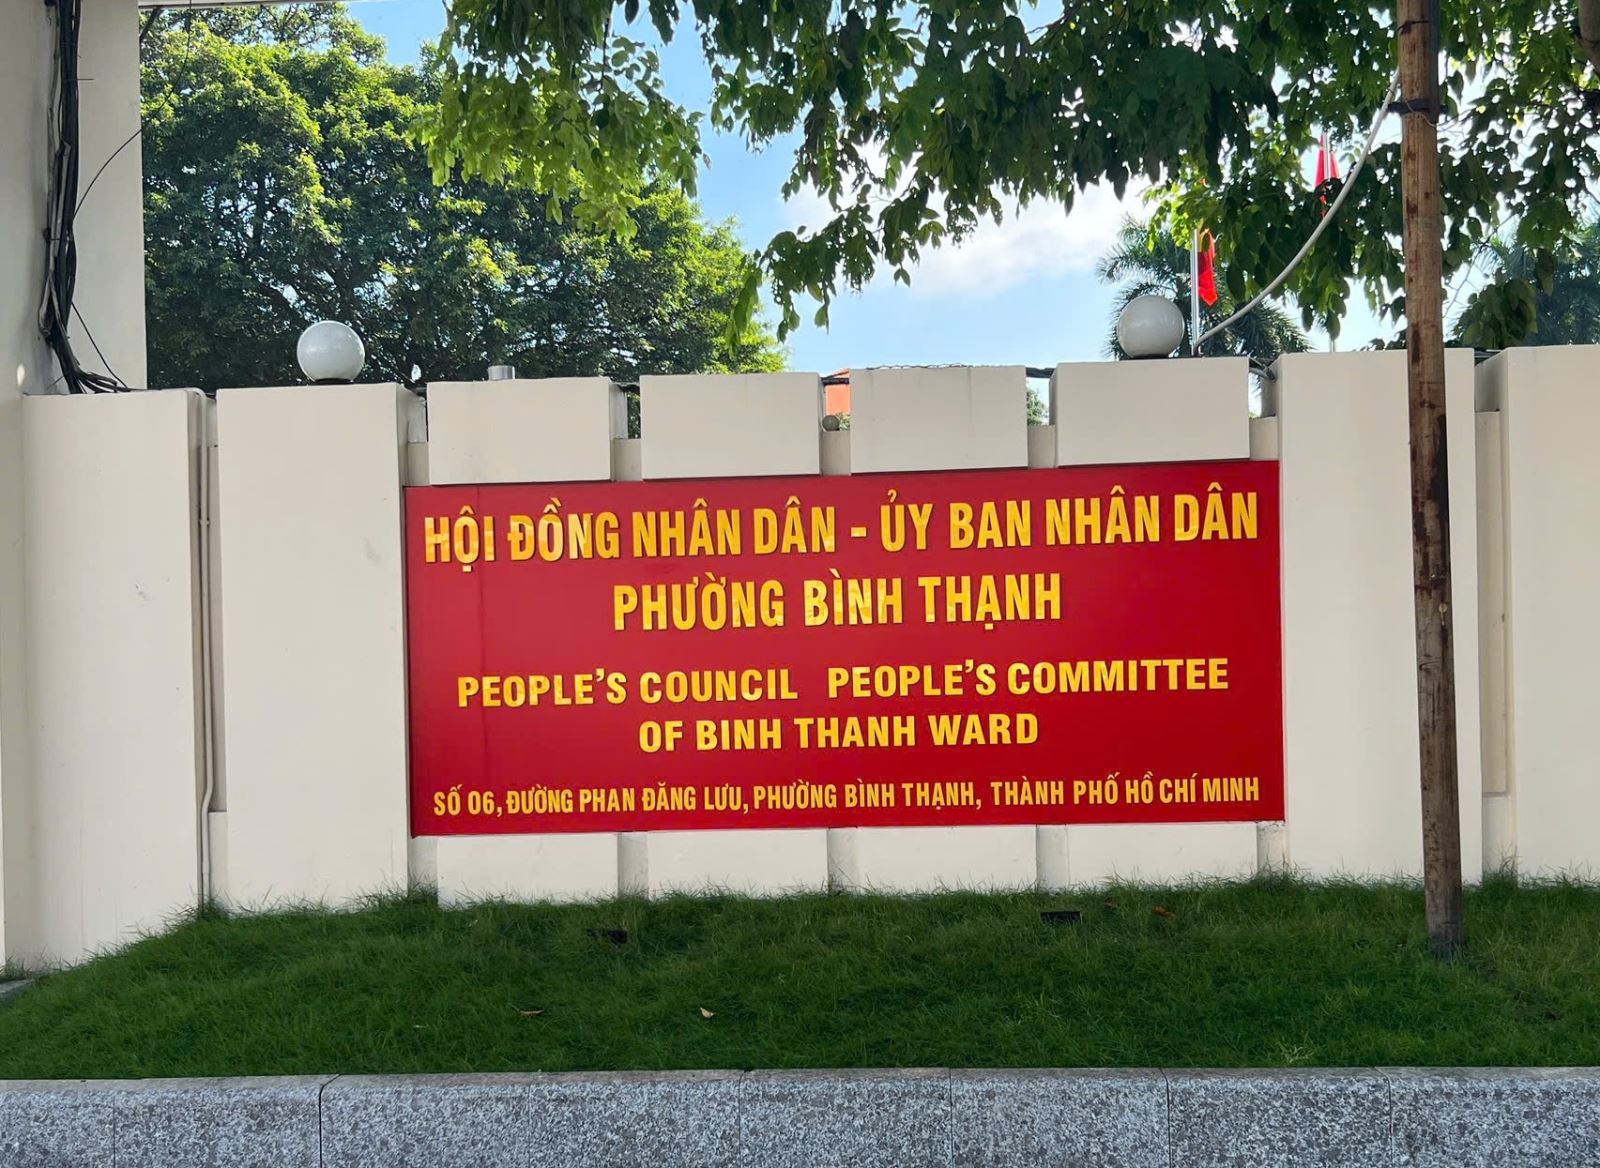 HỘI ĐỒNG NHÂN DÂN - ỦY BAN NHÂN DÂN
PHƯỜNG BÌNH THẠNH
PEOPLE'S COUNCIL PEOPLE'S COMMITTEE
OF BINH THANH WARD
SỐ 06, ĐƯỜNG PHAN ĐĂNG LƯU, PHƯỜNG BÌNH THẠNH, THÀNH PHỐ HỒ CHÍ MINH